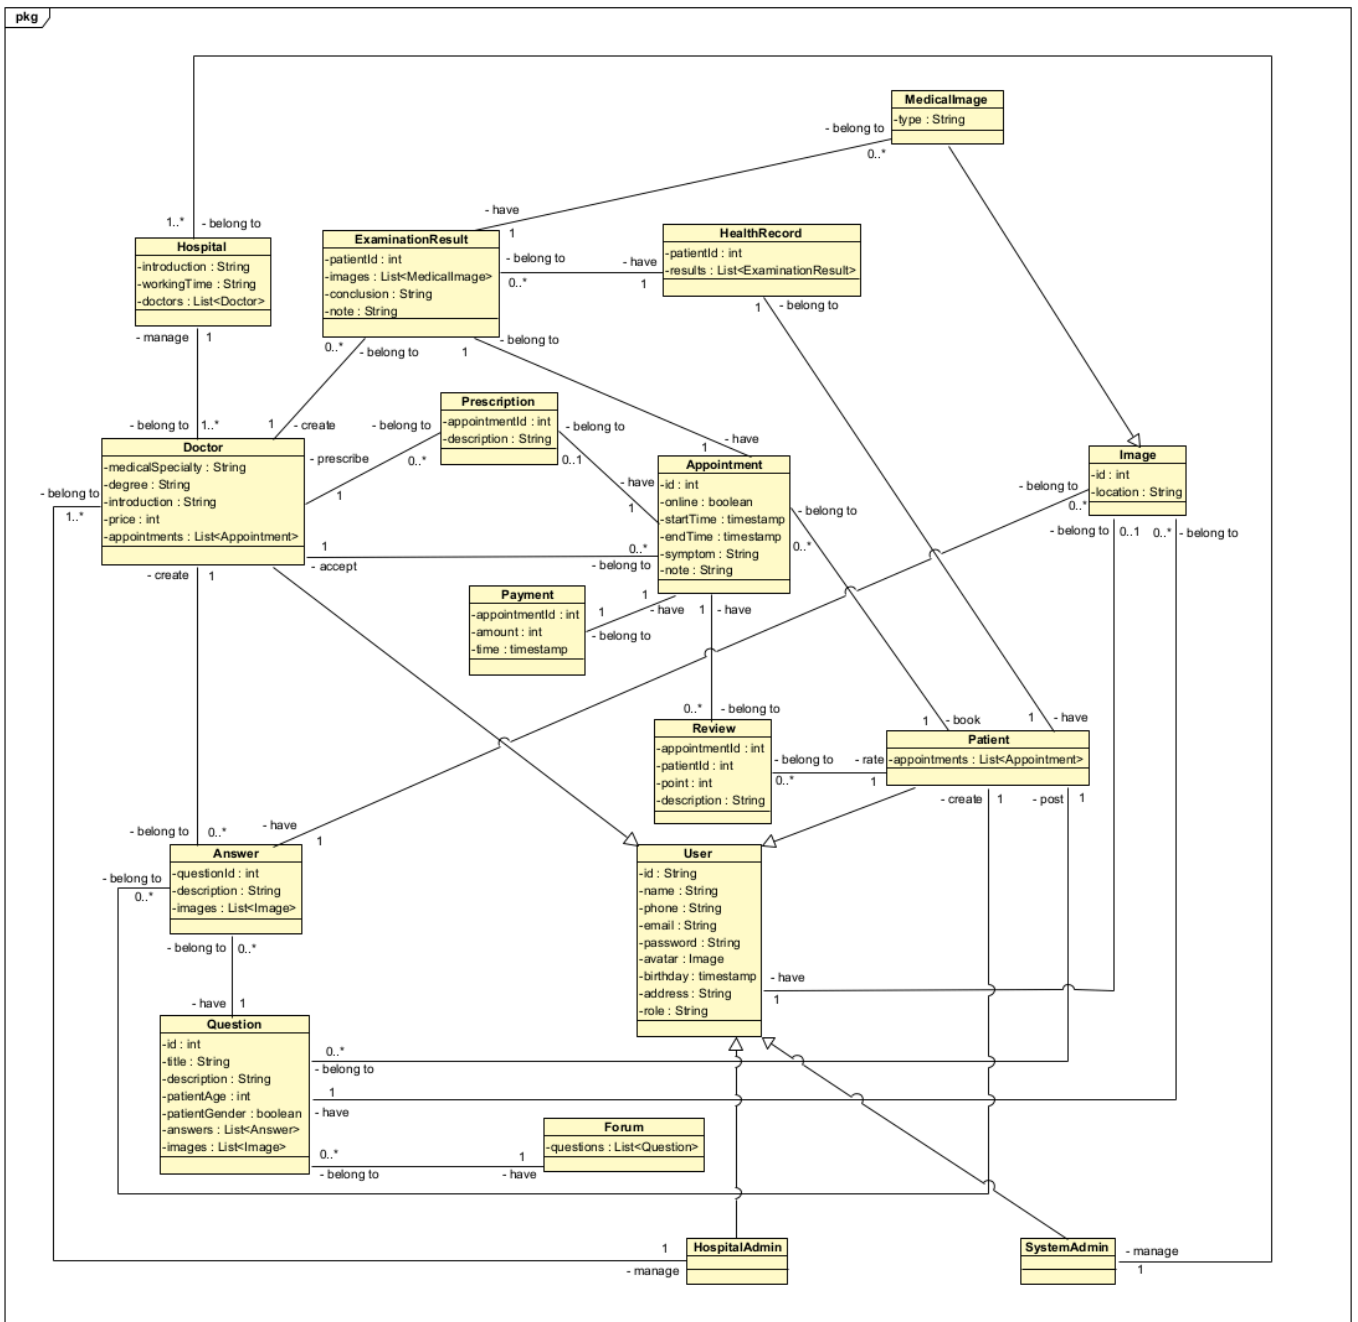 pkg
MedicalImage
-type : String
- belong to
0..*
- have
1
1..*
- belong to
Hospital
-introduction : String
-workingTime : String
-doctors : List<Doctor>
- manage
1
ExaminationResult
-patientId : int
-images : List<MedicalImage>
-conclusion : String
-note : String
- belong to
0..*
- have
1
HealthRecord
-patientId : int
-results : List<ExaminationResult>
1
- belong to
0..*
- belong to
1
- belong to
- belong to
1..*
1
- create
Prescription
-appointmentId : int
-description : String
- belong to
0..*
- prescribe
1
- belong to
0..1
- have
1
- have
1
Doctor
-medicalSpecialty : String
-degree : String
-introduction : String
-price : int
-appointments : List<Appointment>
- belong to
1..*
Appointment
-id : int
-online : boolean
-startTime : timestamp
-endTime : timestamp
-symptom : String
-note : String
- belong to
0..*
Image
-id : int
-location : String
- belong to
0..*
- belong to
0..1
0..*
- belong to
1
- accept
0..*
- belong to
- create
1
Payment
-appointmentId : int
-amount : int
-time : timestamp
1
- belong to
1
- have
1
- have
0..*
- belong to
Review
-appointmentId : int
-patientId : int
-point : int
-description : String
- belong to
0..*
- rate
1
1
- book
1
- have
Patient
-appointments : List<Appointment>
- create
1
- post
1
- belong to
0..*
- have
1
Answer
-questionId : int
-description : String
-images : List<Image>
- belong to
0..*
- belong to
0..*
User
-id : String
-name : String
-phone : String
-email : String
-password : String
-avatar : Image
-birthday : timestamp
-address : String
-role : String
- have
1
- have
1
Question
-id : int
-title : String
-description : String
-patientAge : int
-patientGender : boolean
-answers : List<Answer>
-images : List<Image>
0..*
- belong to
1
- have
0..*
- belong to
1
- have
Forum
-questions : List<Question>
1
- manage
HospitalAdmin
SystemAdmin
- manage
1